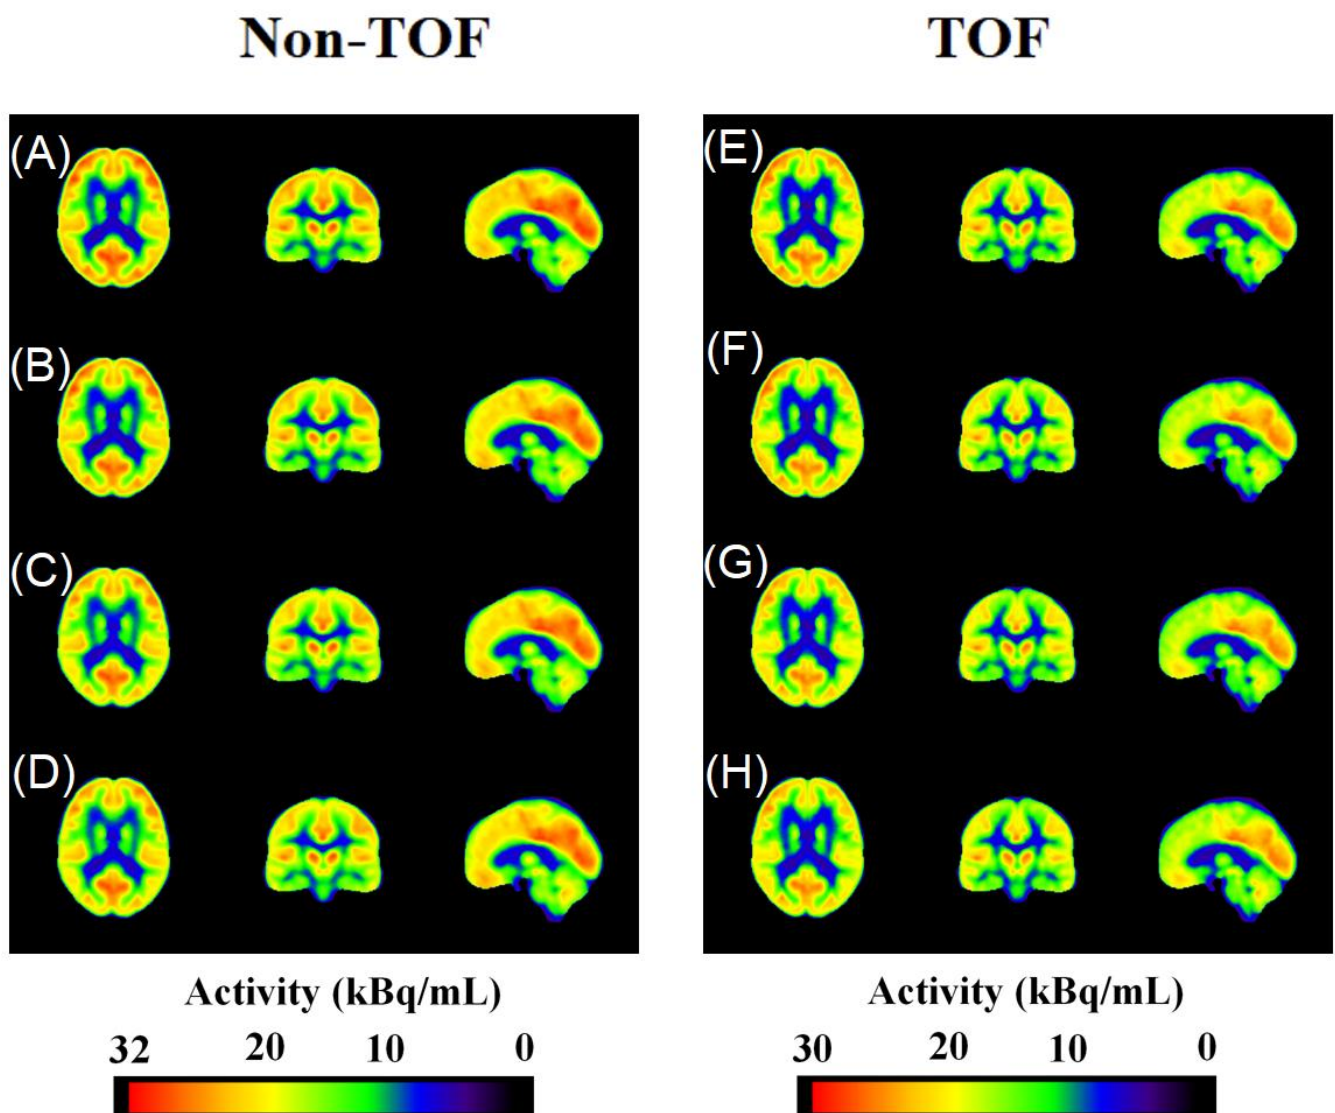 Non-TOF TOF
(A) (E)
(B) (F)
(C) (G)
(D) (H)
Activity (kBq/mL) Activity (kBq/mL)
32 20 10 0 30 20 10 0